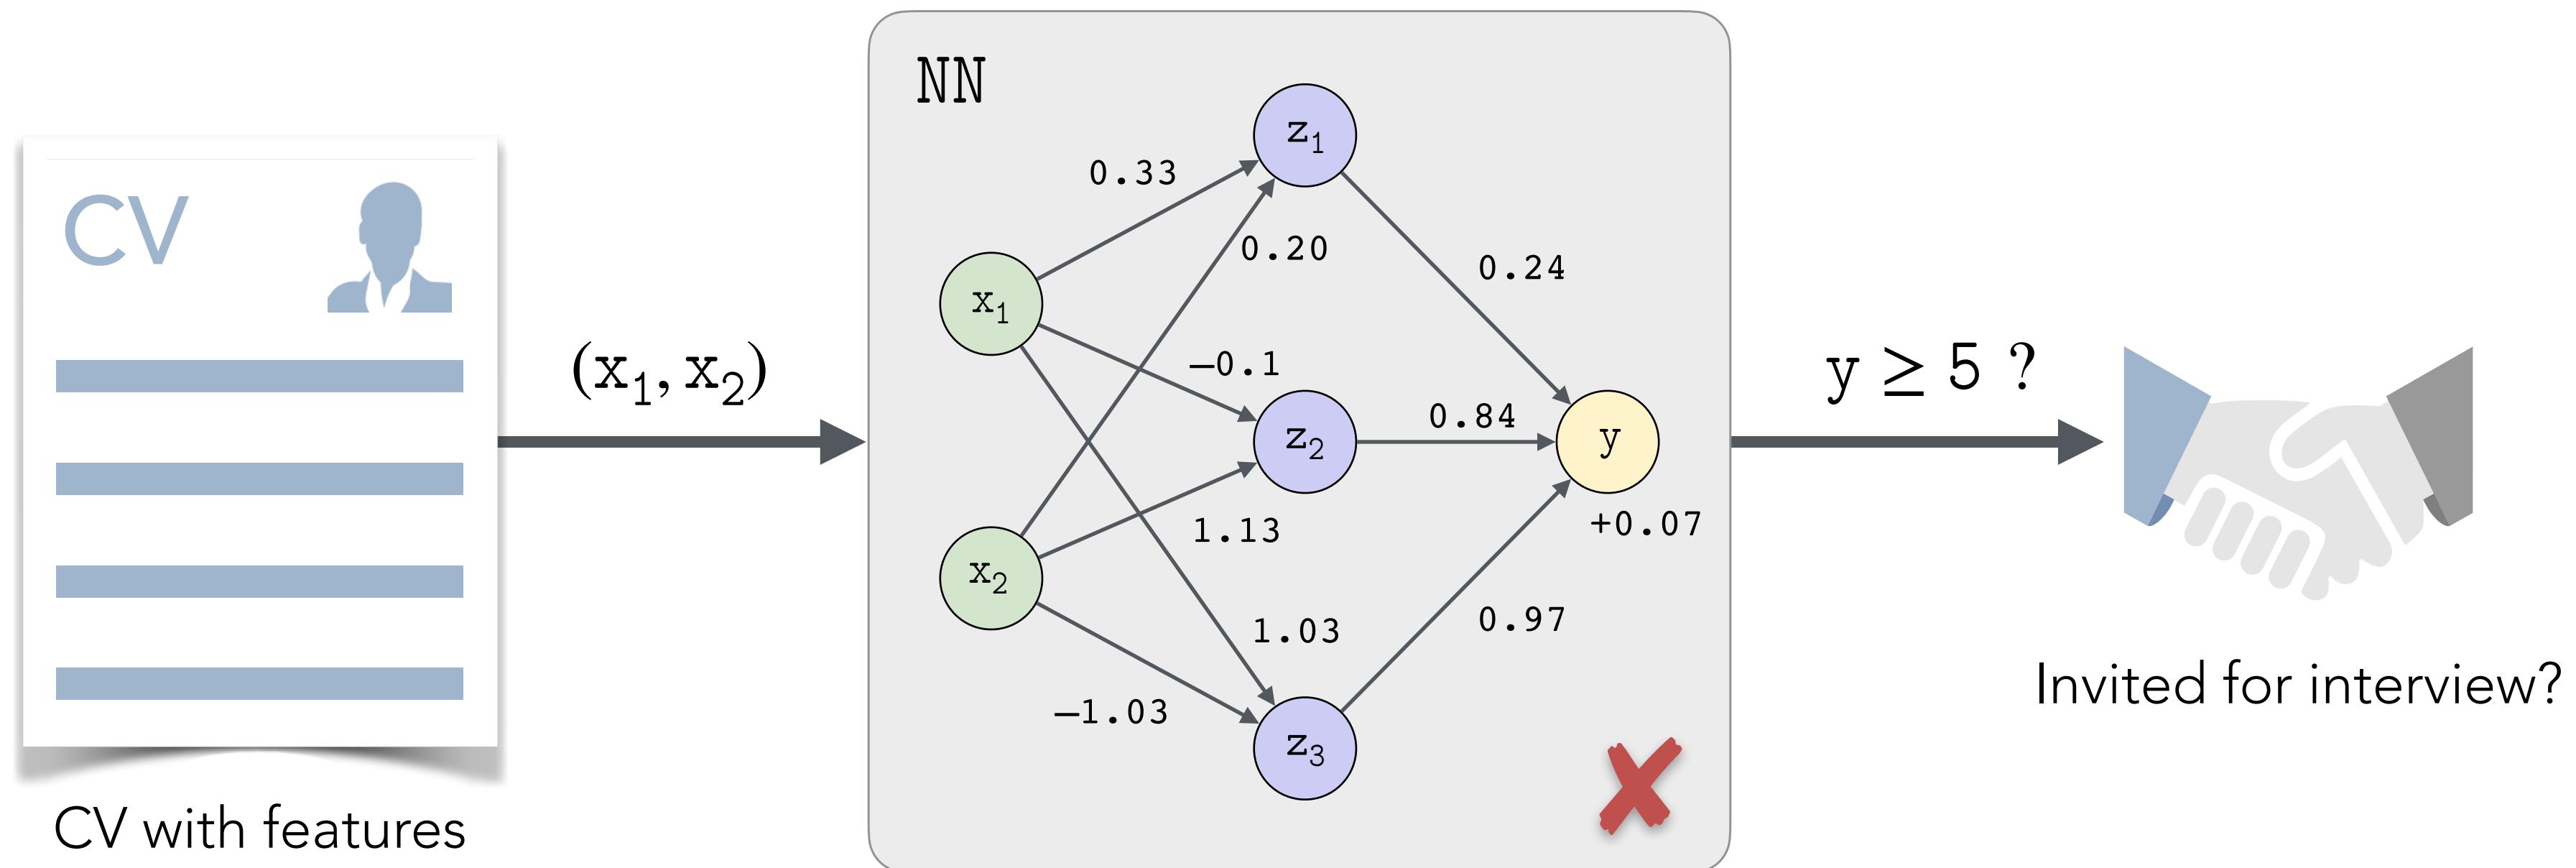 CV
CV with features
(x₁, x₂)
NN
x₁
x₂
z₁
z₂
z₃
y
0.33
0.20
−0.1
1.13
1.03
−1.03
0.24
0.84
0.97
+0.07
y ≥ 5 ?
Invited for interview?